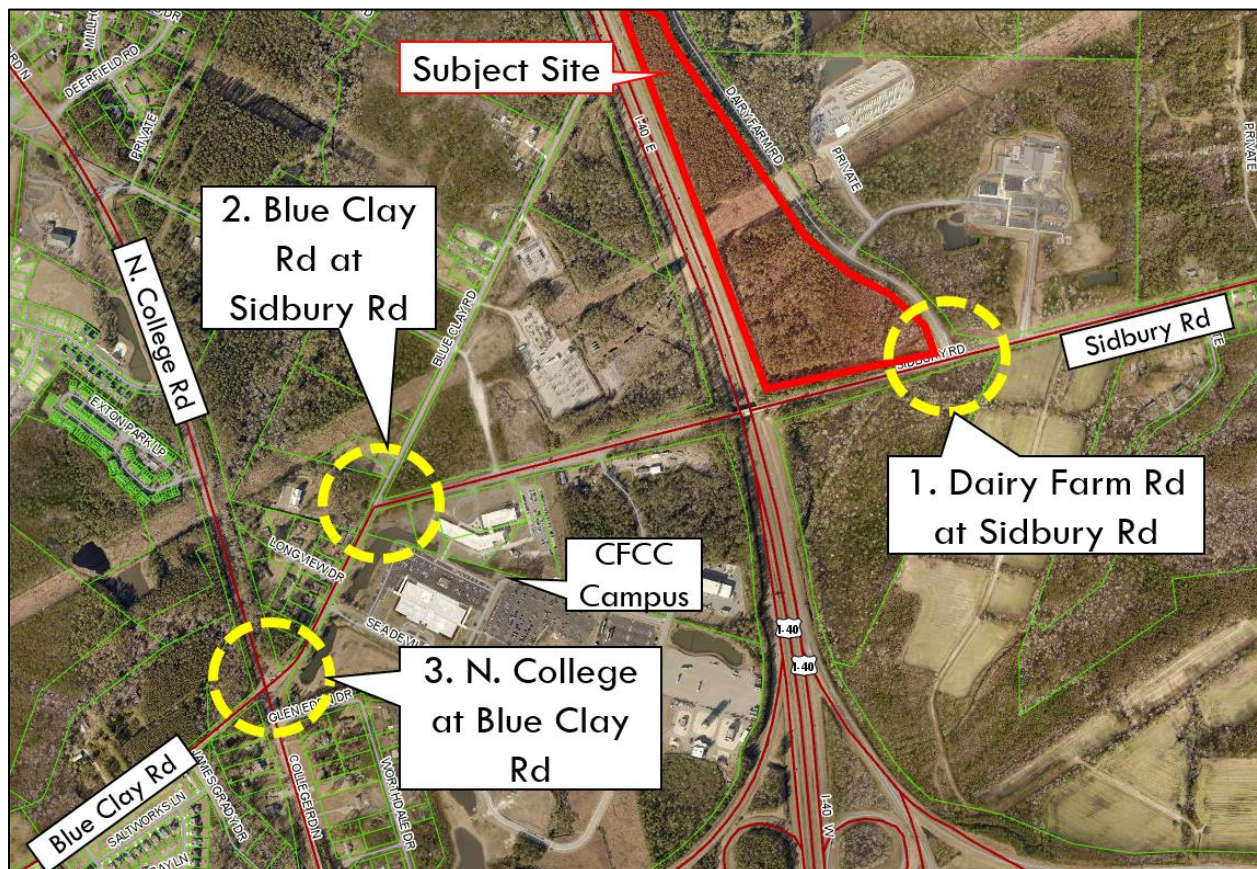 MILLHO
DEERFIELD RD
RD N
PRIVATE
Subject Site
I-40 E
DAIRY FARM RD
PRIVATE
PRIVATE
2. Blue Clay
Rd at
Sidbury Rd
N. College Rd
BLUE CLAY RD
EXTON PARK LP
SIDBURY RD
Sidbury Rd
1. Dairy Farm Rd
at Sidbury Rd
LONGVIEW DR
CFCC
Campus
I-40
I-40
3. N. College
at Blue Clay
Rd
GLEN EDEN DR
Blue Clay Rd
SALTWORKS LN
JAMES GRADY DR
COLLEGE RD N
WORTHDALE DR
I-40 W